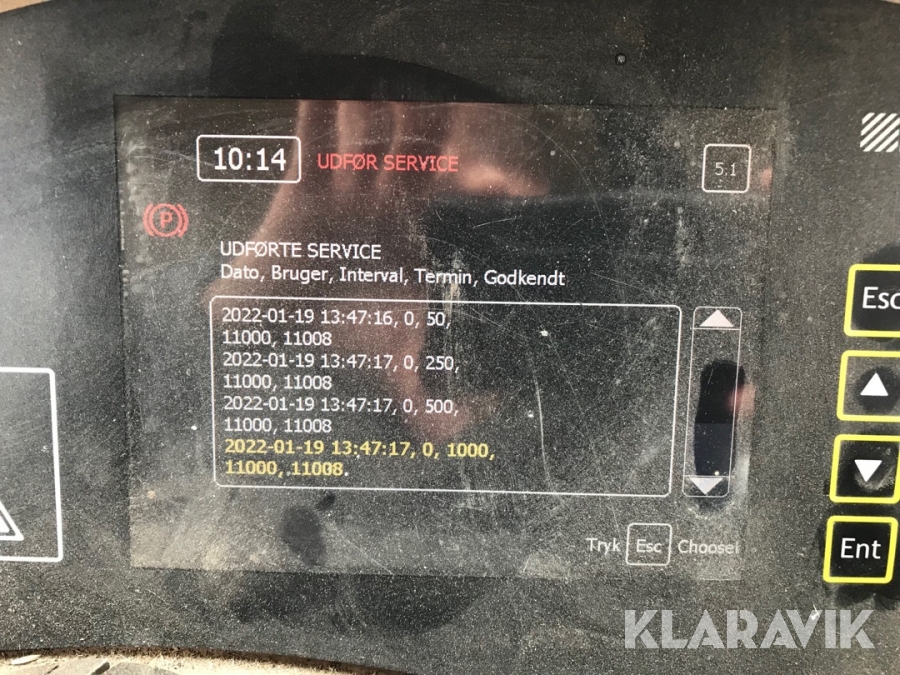 10:14 UDFØR SERVICE 5.1
P
UDFØRTE SERVICE
Dato, Bruger, Interval, Termin, Godkendt
2022-01-19 13:47:16, 0, 50,
11000, 11008
2022-01-19 13:47:17, 0, 250,
11000, 11008
2022-01-19 13:47:17, 0, 500,
11000, 11008
2022-01-19 13:47:17, 0, 1000,
11000, 11008.
Tryk Esc Choose!
Esc
Ent
KLARAVIK